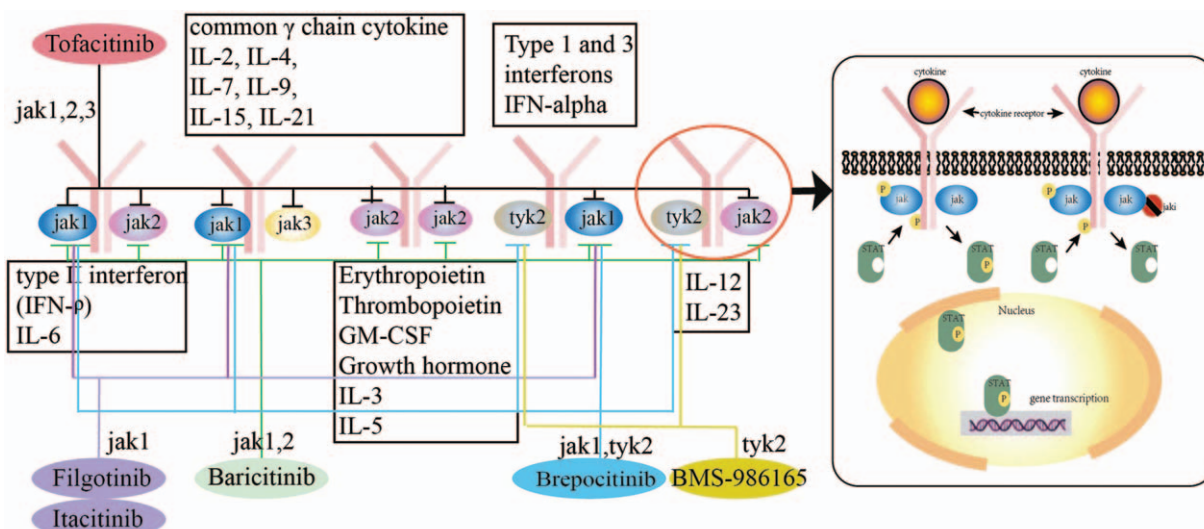 Tofacitinib
jak1,2,3
common γ chain cytokine
IL-2, IL-4,
IL-7, IL-9,
IL-15, IL-21
Type 1 and 3
interferons
IFN-alpha
jak1
jak2
jak1
jak3
jak2
jak2
tyk2
jak1
tyk2
jak2
type II interferon
(IFN-ρ)
IL-6
Erythropoietin
Thrombopoietin
GM-CSF
Growth hormone
IL-3
IL-5
IL-12
IL-23
jak1
jak1,2
jak1,tyk2
tyk2
Filgotinib
Baricitinib
Brepocitinib
BMS-986165
Itacitinib
cytokine
cytokine
cytokine receptor
P
jak
jak
P
STAT
STAT
P
P
jak
jak
jaki
P
STAT
STAT
Nucleus
STAT
P
STAT
P
gene transcription